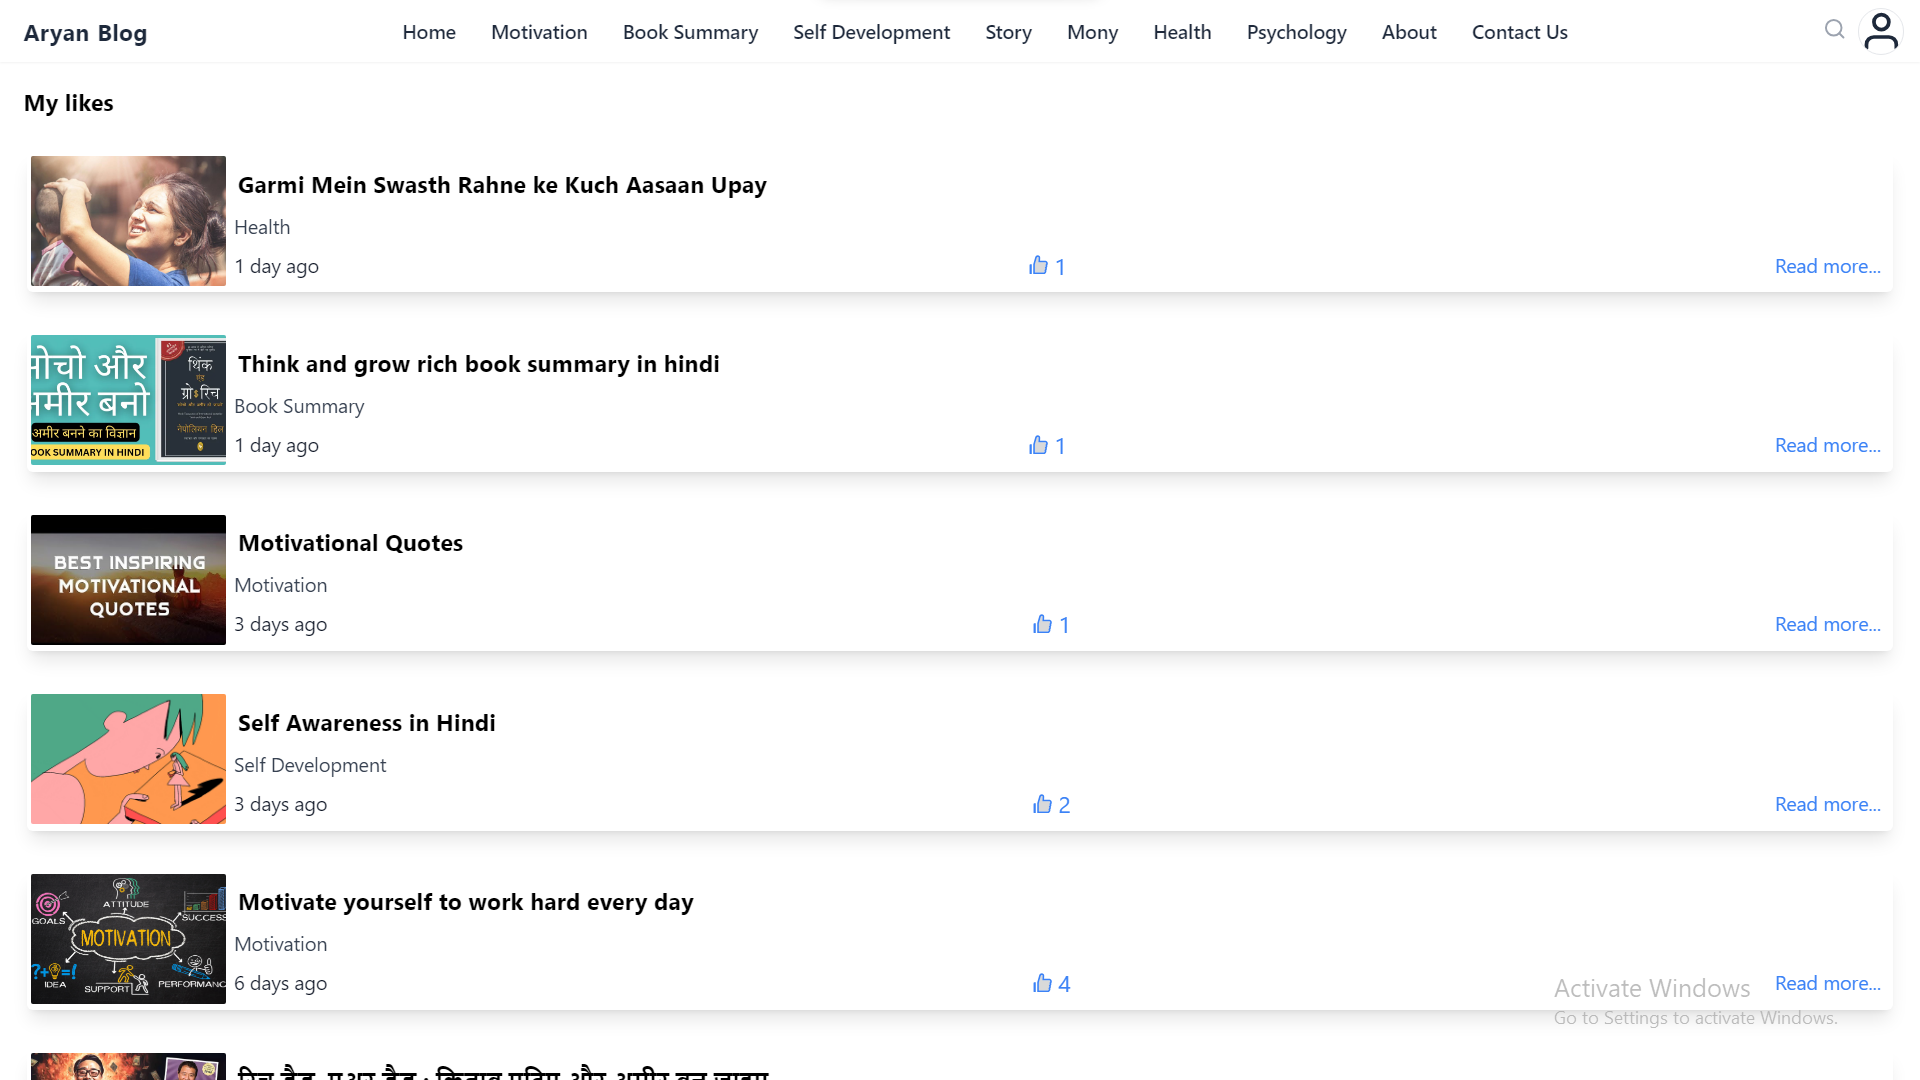 Aryan Blog
Home Motivation Book Summary Self Development Story Mony Health Psychology About Contact Us
My likes
Garmi Mein Swasth Rahne ke Kuch Aasaan Upay
Health
1 day ago 1 Read more...
मोचो और
अमीर बनो
अमीर बनने का विज्ञान
OOK SUMMARY IN HINDI
थिंक
एण्ड
ग्रो रिच
नेपोलियन हिल
Think and grow rich book summary in hindi
Book Summary
1 day ago 1 Read more...
BEST INSPIRING
MOTIVATIONAL
QUOTES
Motivational Quotes
Motivation
3 days ago 1 Read more...
Self Awareness in Hindi
Self Development
3 days ago 2 Read more...
GOALS
ATTITUDE
SUCCESS
MOTIVATION
?+ =!
IDEA
SUPPORT
PERFORMANC
Motivate yourself to work hard every day
Motivation
6 days ago 4 Read more...
Activate Windows
Go to Settings to activate Windows.